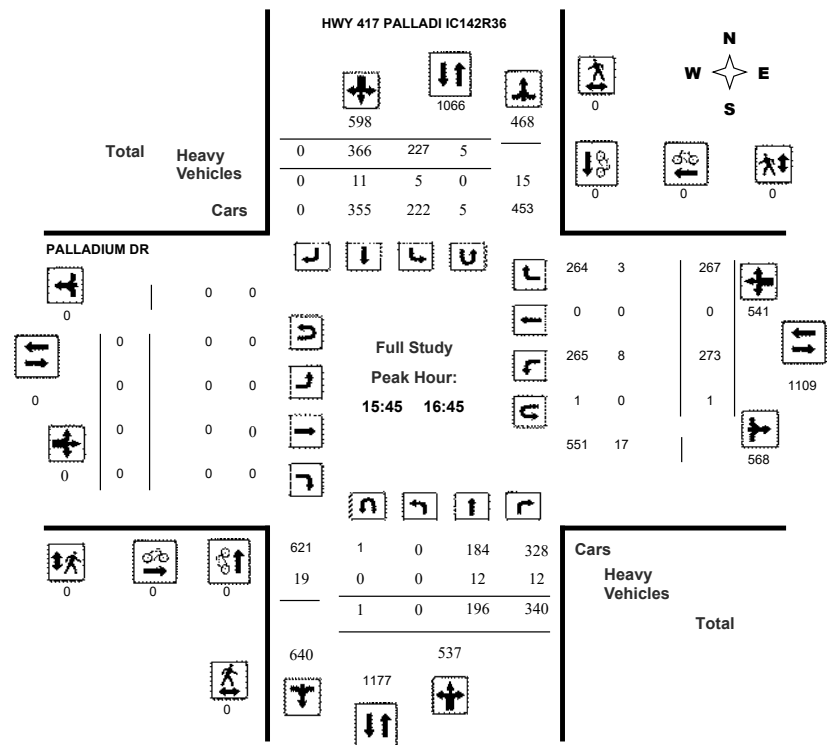 HWY 417 PALLADI IC142R36
N
W E
S
1066
0
598 468
Total Heavy Vehicles
0 366 227 5
0 11 5 0 15
Cars 0 355 222 5 453
0 0 0
PALLADIUM DR
264 3 267
0 0 0
0 0 0 541
0 0 0
Full Study
265 8 273
Peak Hour:
0 0 0
1109
0
15:45 16:45
1 0 1
0 0 0
551 17
568
0 0 0 0
621 1 0 184 328 Cars
19 0 0 12 12 Heavy
Vehicles
0 0 0
1 0 196 340
Total
640 537
1177
0